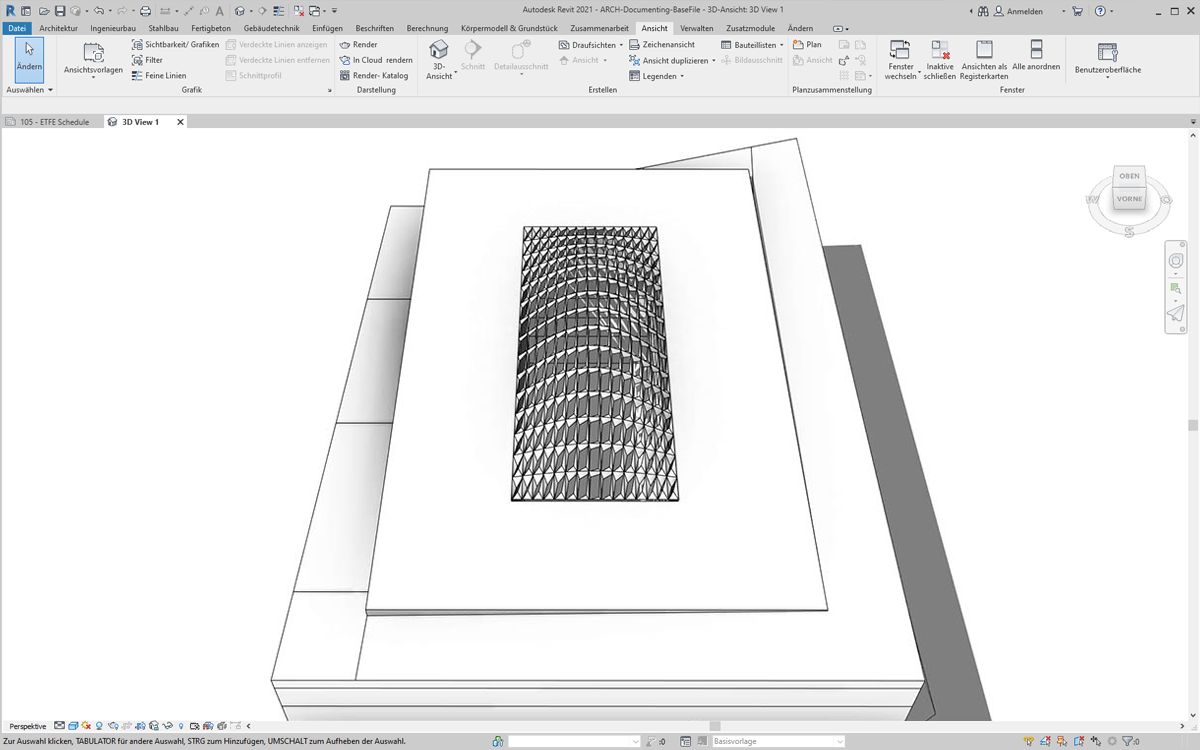 Autodesk Revit 2021 - ARCH-Documenting-BaseFile - 3D-Ansicht: 3D View 1
Anmelden
Datei Architektur Ingenieurbau Stahlbau Fertigbeton Gebäudetechnik Einfügen Beschriften Berechnung Körpermodell & Grundstück Zusammenarbeit Ansicht Verwalten Zusatzmodule Ändern
Ändern
Auswählen
Ansichtsvorlagen
Sichtbarkeit/ Grafiken
Filter
Feine Linien
Verdeckte Linien anzeigen
Verdeckte Linien entfernen
Schnittprofil
Grafik
Render
In Cloud rendern
Render- Katalog
Darstellung
3D-
Ansicht
Schnitt
Detailausschnitt
Draufsichten
Ansicht
Zeichenansicht
Ansicht duplizieren
Legenden
Bauteillisten
Bildausschnitt
Erstellen
Plan
Ansicht
Planzusammenstellung
Fenster
wechseln
Inaktive
schließen
Ansichten als
Registerkarten
Alle anordnen
Fenster
Benutzeroberfläche
105 - ETFE Schedule
3D View 1
OBEN
VORNE
W
O
S
Perspektive
Zur Auswahl klicken, TABULATOR für andere Auswahl, STRG zum Hinzufügen, UMSCHALT zum Aufheben der Auswahl.
:0
Basisvorlage
:0